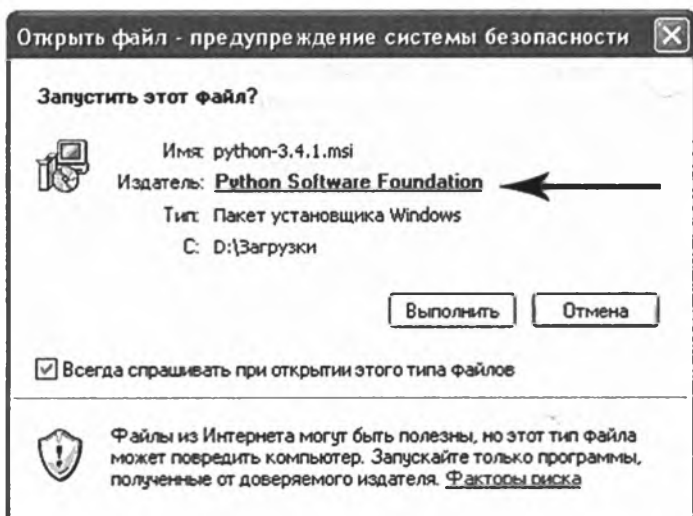 Открыть файл - предупреждение системы безопасности
Запустить этот файл?
Имя: python-3.4.1.msi
Издатель: Python Software Foundation
Тип: Пакет установщика Windows
С: D:\Загрузки
Выполнить Отмена
Всегда спрашивать при открытии этого типа файлов
Файлы из Интернета могут быть полезны, но этот тип файла
может повредить компьютер. Запускайте только программы,
полученные от доверяемого издателя. Факторы риска